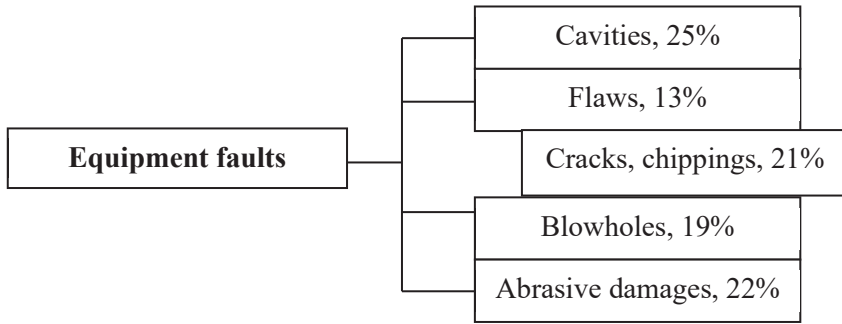 Cavities, 25%
Flaws, 13%
Equipment faults
Cracks, chippings, 21%
Blowholes, 19%
Abrasive damages, 22%